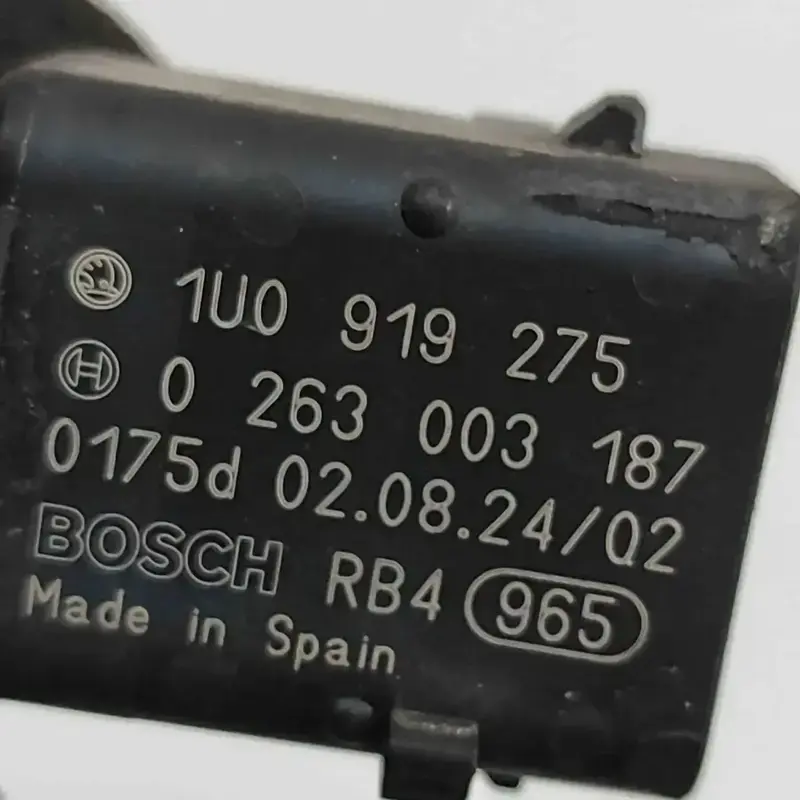 1U0 919 275
0 263 003 187
0175d 02.08.24/Q2
BOSCH RB4 965
Made in Spain